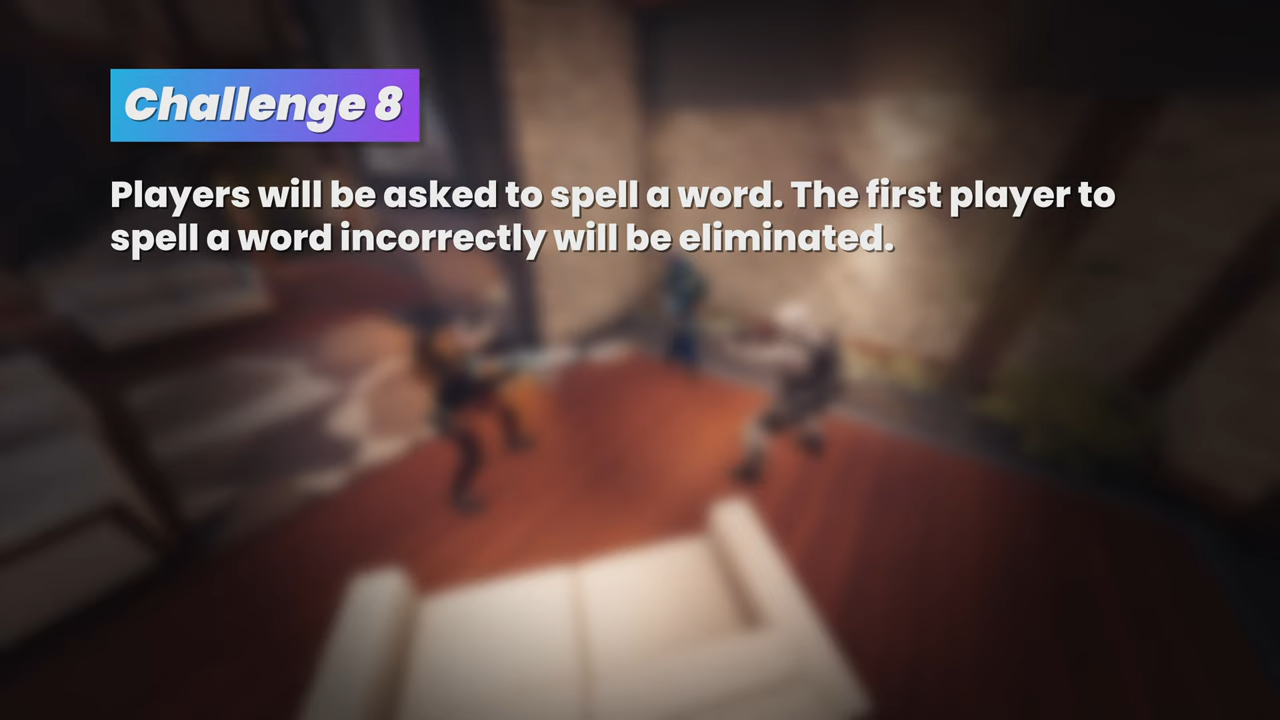 Challenge 8
Players will be asked to spell a word. The first player to
spell a word incorrectly will be eliminated.